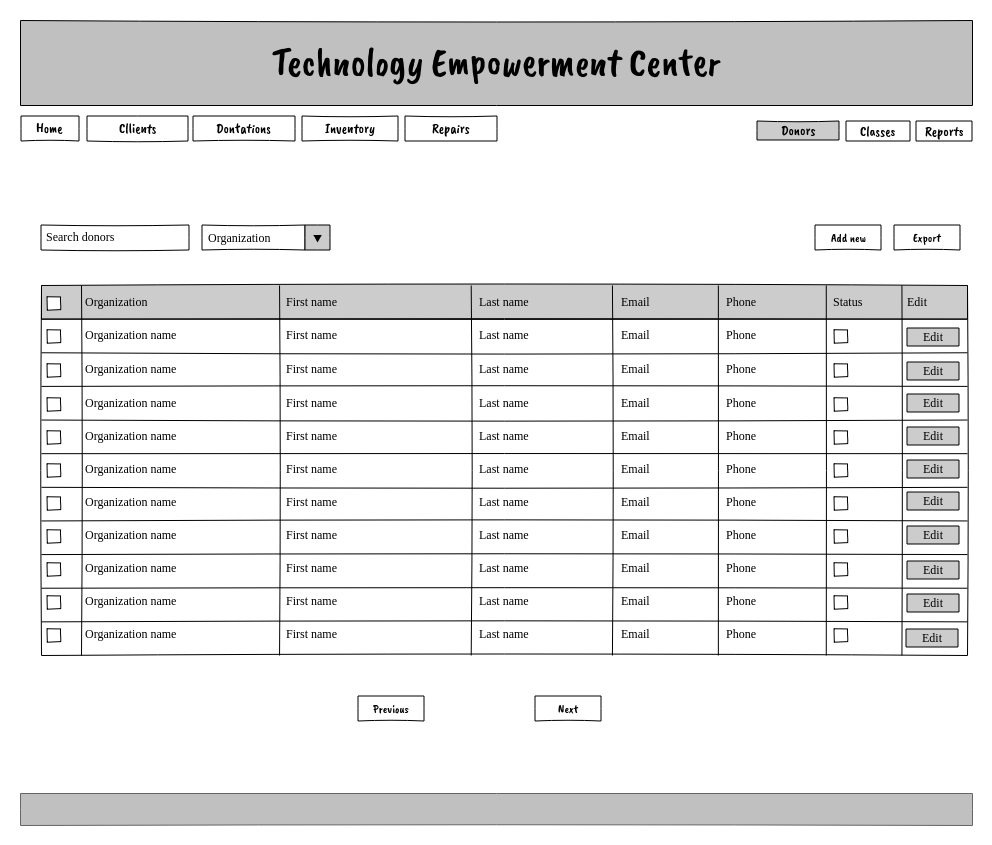 Technology Empowerment Center
Home Cllients Dontations Inventory Repairs Donors Classes Reports
Search donors Organization Add new Export
Organization First name Last name Email Phone Status Edit
Organization name First name Last name Email Phone Edit
Organization name First name Last name Email Phone Edit
Organization name First name Last name Email Phone Edit
Organization name First name Last name Email Phone Edit
Organization name First name Last name Email Phone Edit
Organization name First name Last name Email Phone Edit
Organization name First name Last name Email Phone Edit
Organization name First name Last name Email Phone Edit
Organization name First name Last name Email Phone Edit
Organization name First name Last name Email Phone Edit
Previous Next